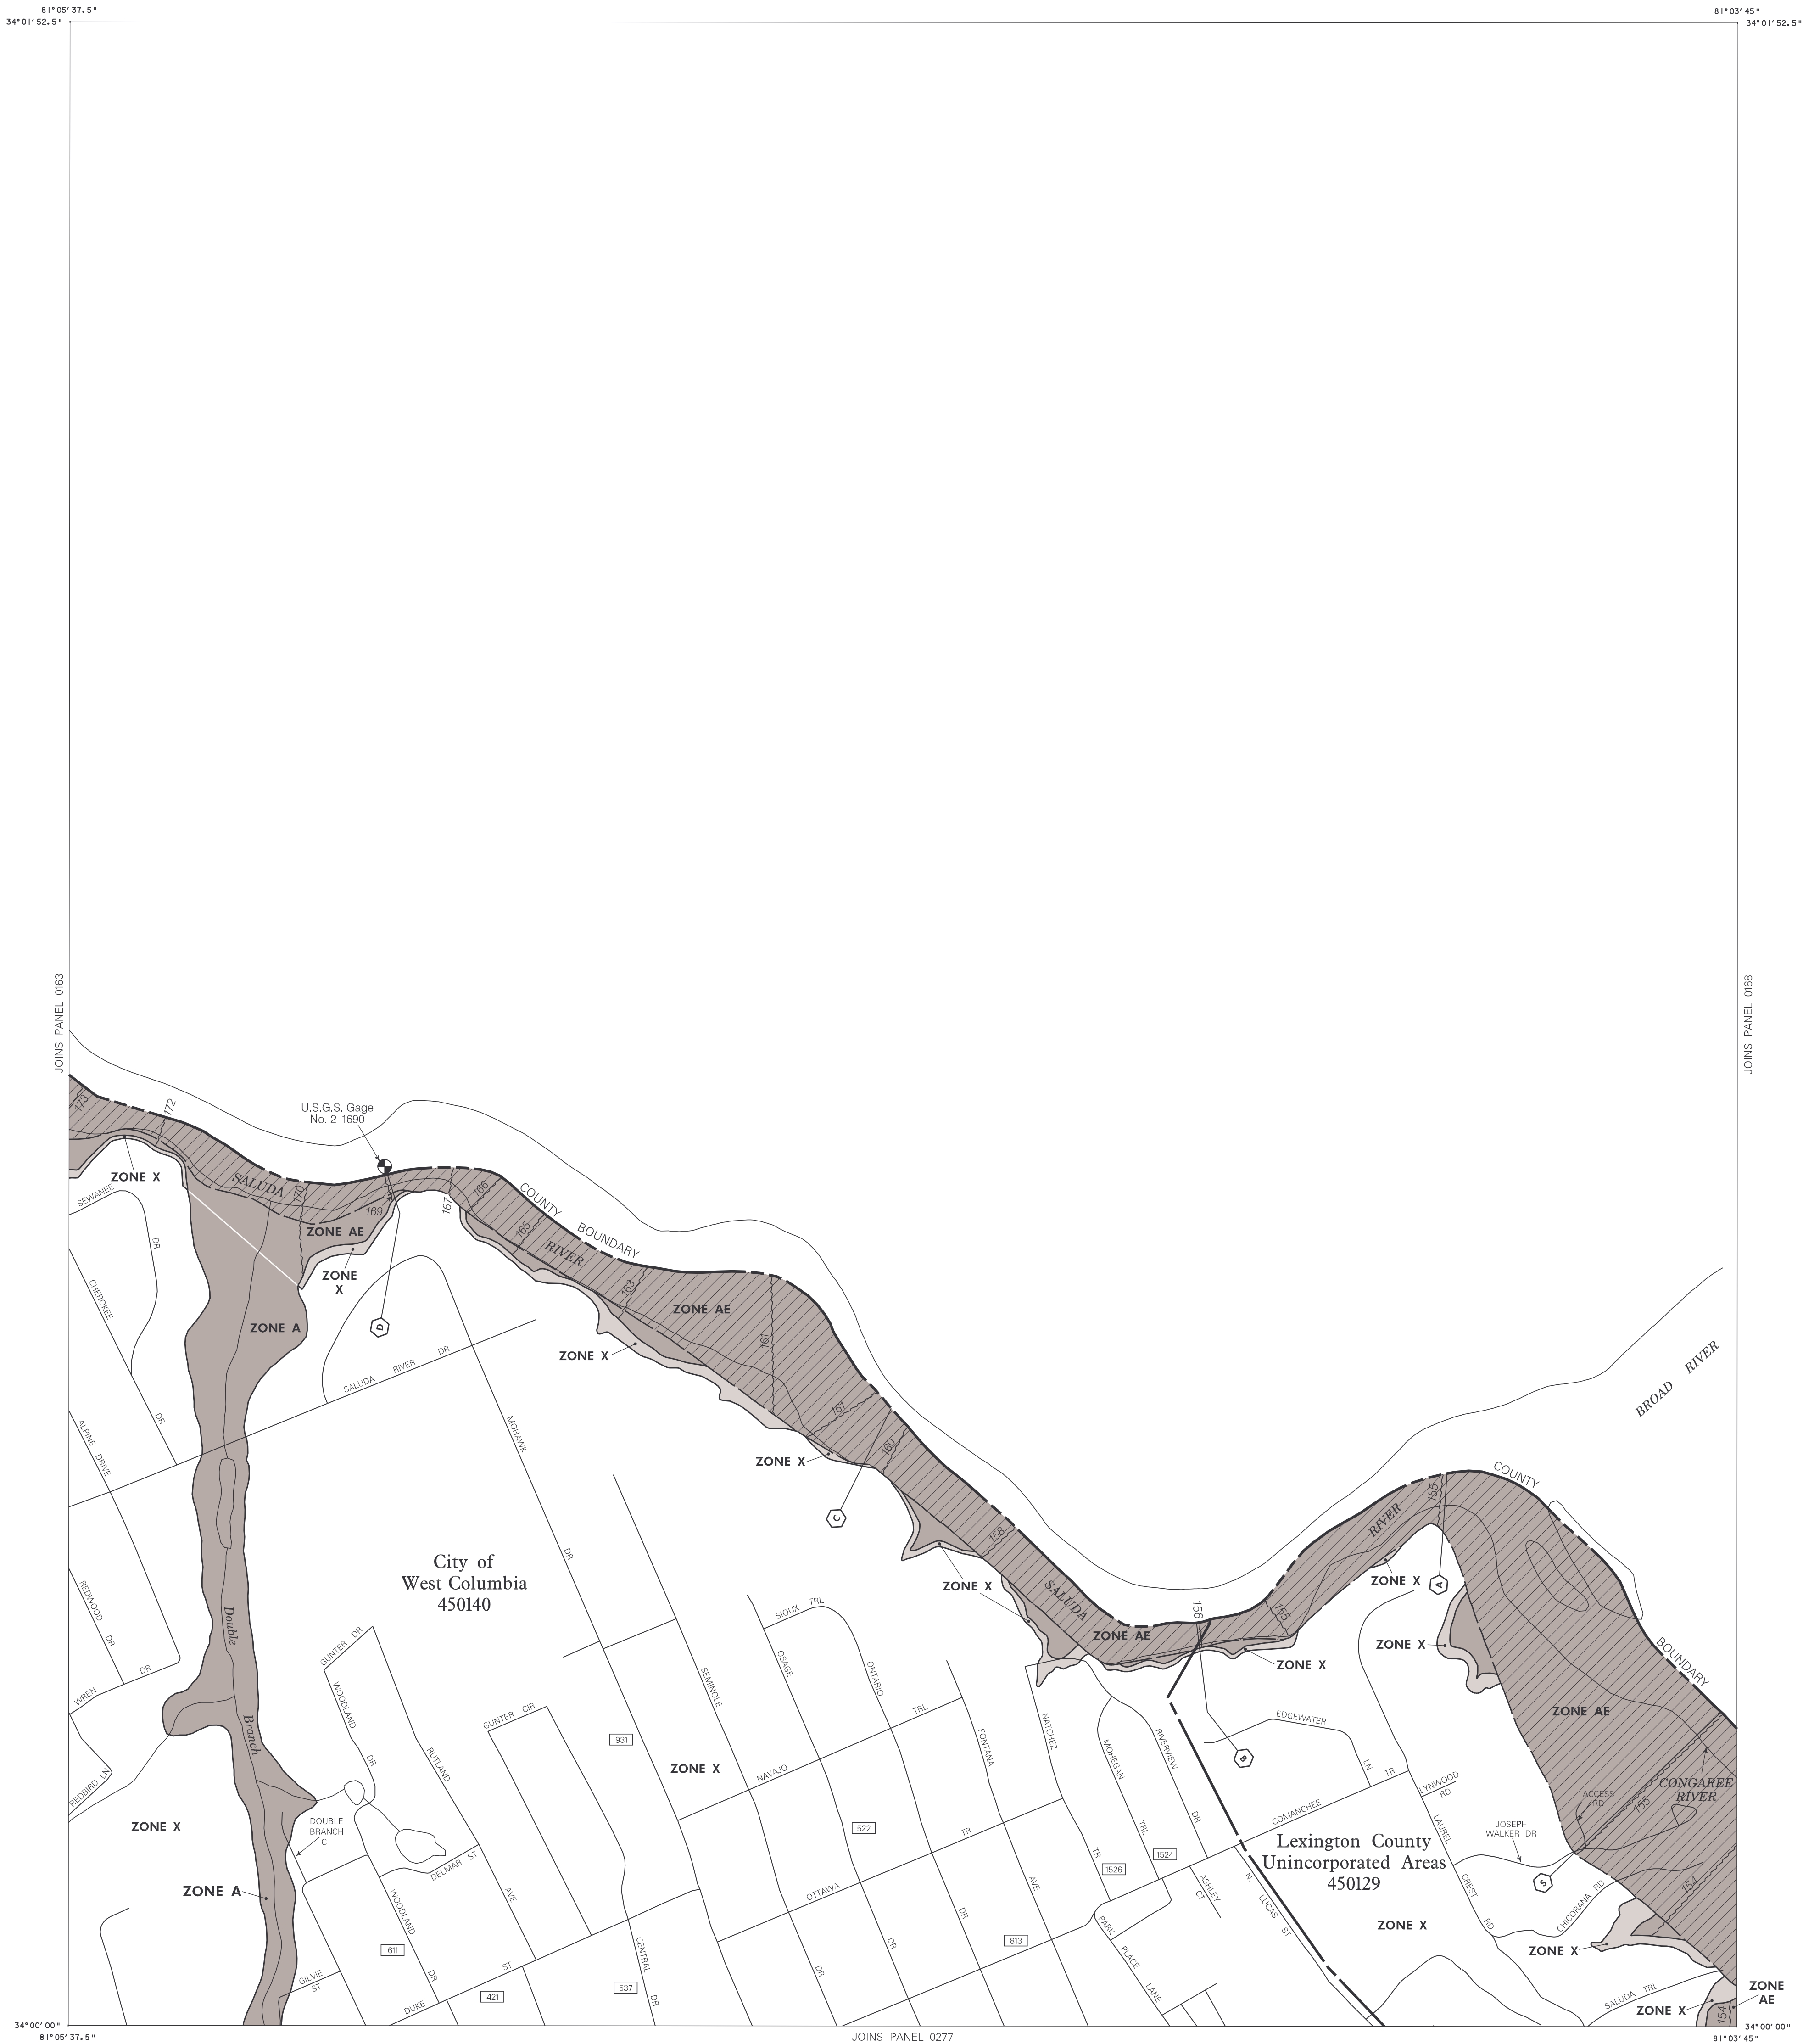 81°05'37.5"
81°03'45"
34°01'52.5"
34°01'52.5"
JOINS PANEL 0163
JOINS PANEL 0168
173
172
U.S.G.S. Gage
No. 2-1690
ZONE X
SALUDA
170
169
167
166
165
COUNTY
BOUNDARY
RIVER
163
ZONE AE
ZONE
X
ZONE A
D
SEWANEE
DR
CHEROKEE
DR
ZONE AE
161
ZONE X
SALUDA RIVER DR
BROAD RIVER
161
160
ZONE X
C
ALPINE DRIVE
MOHAWK
DR
158
ZONE X
SALUDA
156
ZONE AE
155
ZONE X
RIVER
155
COUNTY
ZONE X
A
ZONE X
BOUNDARY
ZONE AE
City of
West Columbia
450140
REDWOOD
DR
Double
Branch
WREN
DR
REDBIRD LN
GUNTER DR
WOODLAND
DR
RUTLAND
AVE
GUNTER CIR
931
SEMINOLE
DR
SIOUX TRL
OSAGE
DR
ONTARIO
DR
ZONE X
NAVAJO
TRL
FONTANA
AVE
NATCHEZ
TR
MOHEGAN
TRL
RIVERVIEW
DR
EDGEWATER
LN
B
COMANCHEE
TR
LYNWOOD
RD
LAUREL
CREST
RD
ACCESS
RD
CONGAREE
RIVER
155
JOSEPH
WALKER DR
ZONE X
DOUBLE
BRANCH
CT
522
DELMAR ST
OTTAWA
TR
1526
1524
Lexington County
Unincorporated Areas
450129
S
154
ZONE A
WOODLAND
DR
ASHLEY
CT
N. LUCAS ST
CHICORANA RD
ZONE X
ZONE X
611
813
PARK
PLACE
LANE
CENTRAL
DR
GILVIE
ST
DUKE
ST
421
537
SALUDA TRL
ZONE X
154
ZONE
AE
34°00'00"
34°00'00"
81°05'37.5"
JOINS PANEL 0277
81°03'45"